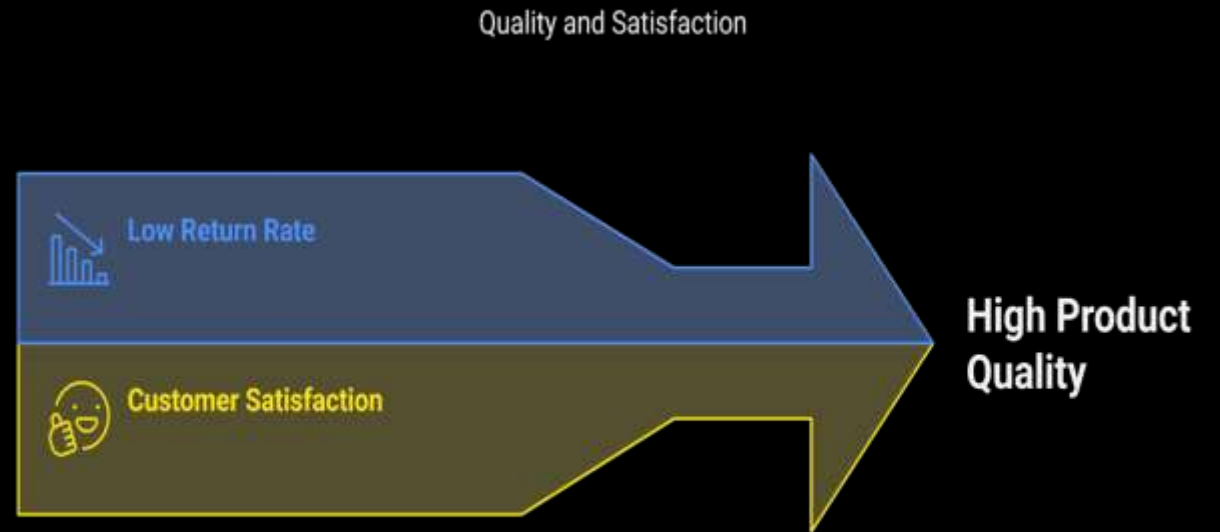 Quality and Satisfaction
Low Return Rate
Customer Satisfaction
High Product
Quality